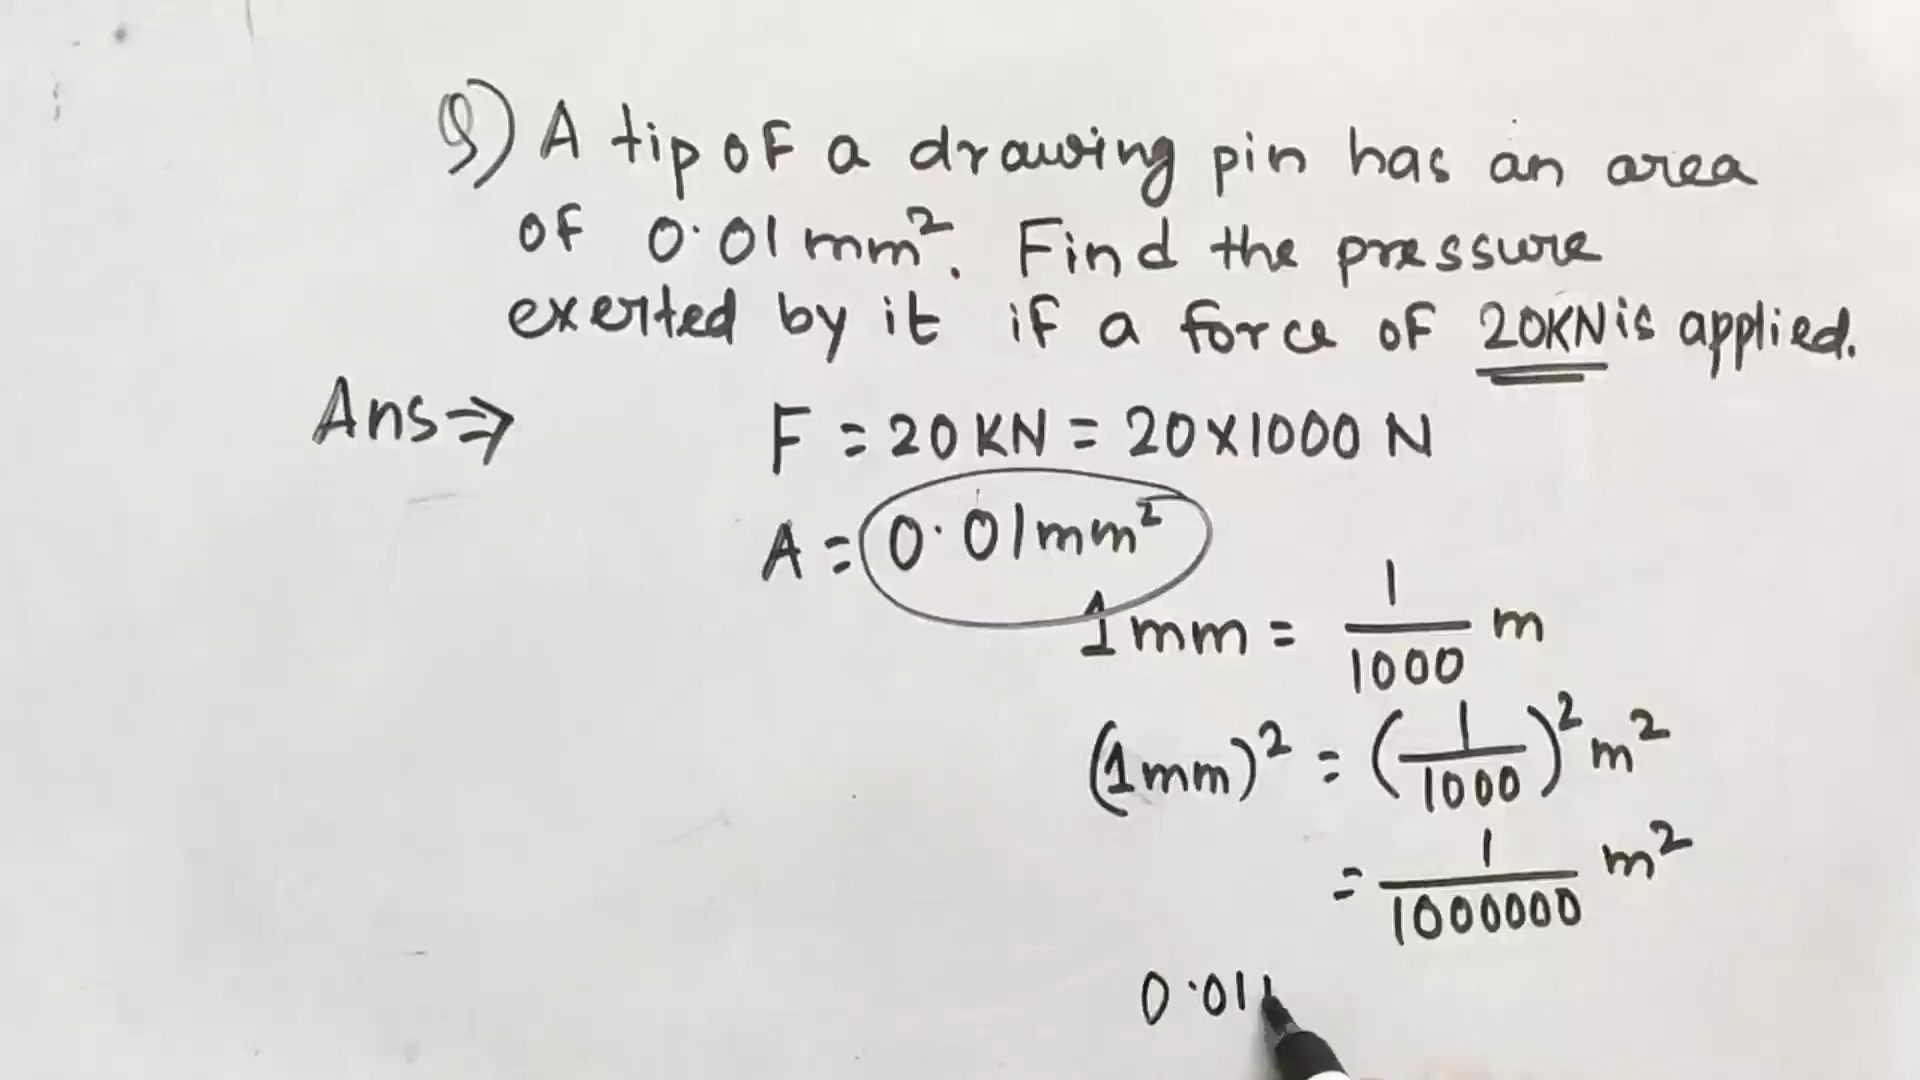 Q) A tip of a drawing pin has an area
of 0.01 mm². Find the pressure
exerted by it if a force of 20KN is applied.
Ans ⇒ F = 20 KN = 20×1000 N
A = 0.01 mm²
1 mm = 1/1000 m
(1mm)² = (1/1000)² m²
= 1/1000000 m²
0.01